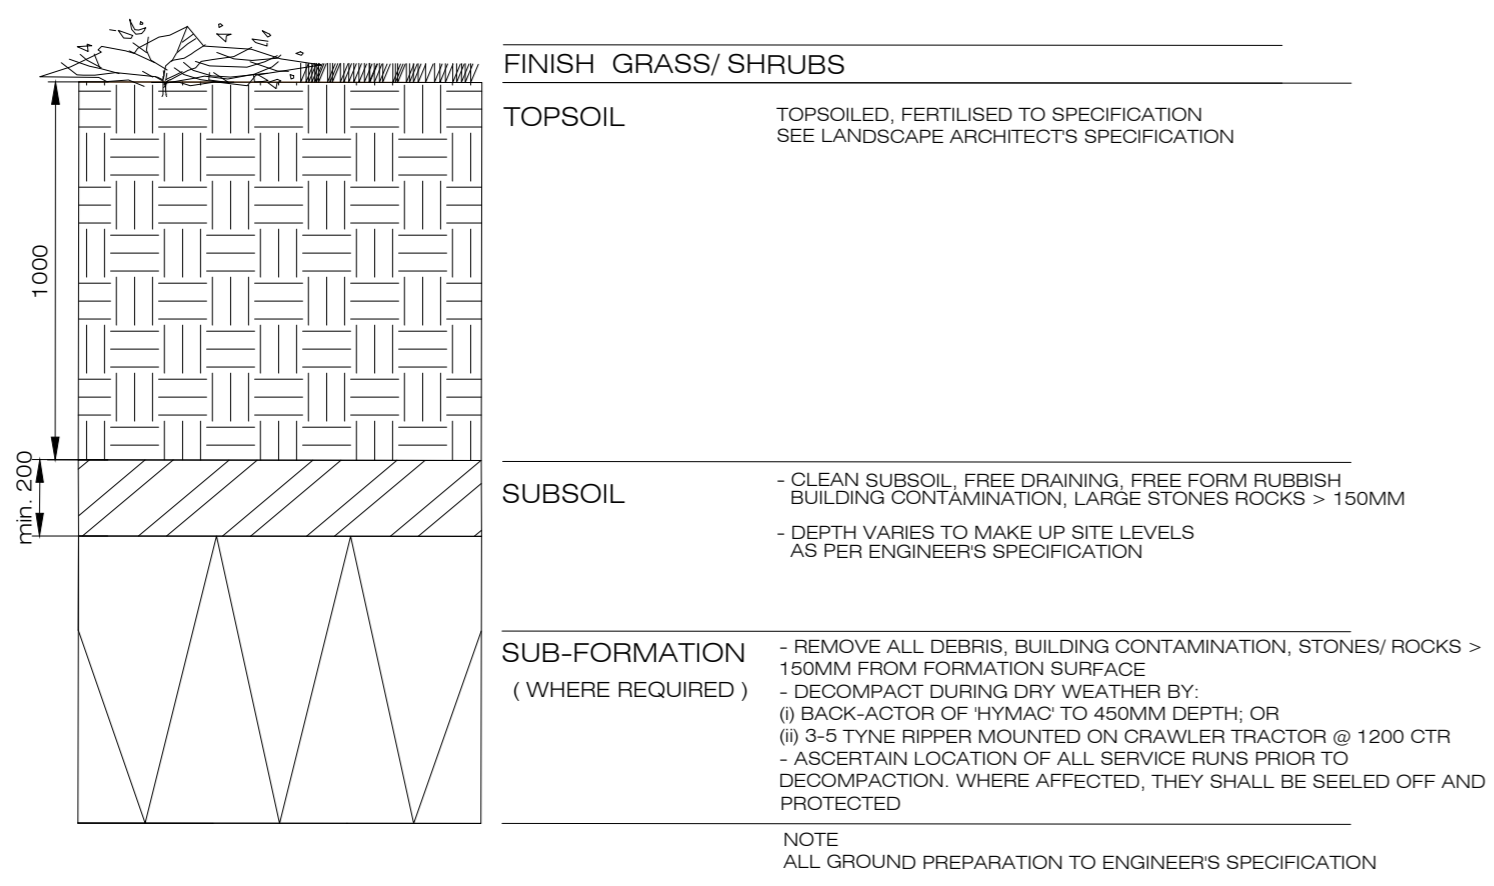 FINISH GRASS/ SHRUBS
TOPSOIL
TOPSOILED, FERTILISED TO SPECIFICATION
SEE LANDSCAPE ARCHITECT'S SPECIFICATION
1000
min. 200
SUBSOIL
- CLEAN SUBSOIL, FREE DRAINING, FREE FORM RUBBISH
BUILDING CONTAMINATION, LARGE STONES ROCKS > 150MM
- DEPTH VARIES TO MAKE UP SITE LEVELS
AS PER ENGINEER'S SPECIFICATION
SUB-FORMATION
( WHERE REQUIRED )
- REMOVE ALL DEBRIS, BUILDING CONTAMINATION, STONES/ ROCKS >
150MM FROM FORMATION SURFACE
- DECOMPACT DURING DRY WEATHER BY:
(i) BACK-ACTOR OF 'HYMAC' TO 450MM DEPTH; OR
(ii) 3-5 TYNE RIPPER MOUNTED ON CRAWLER TRACTOR @ 1200 CTR
- ASCERTAIN LOCATION OF ALL SERVICE RUNS PRIOR TO
DECOMPACTION. WHERE AFFECTED, THEY SHALL BE SEELED OFF AND
PROTECTED
NOTE
ALL GROUND PREPARATION TO ENGINEER'S SPECIFICATION